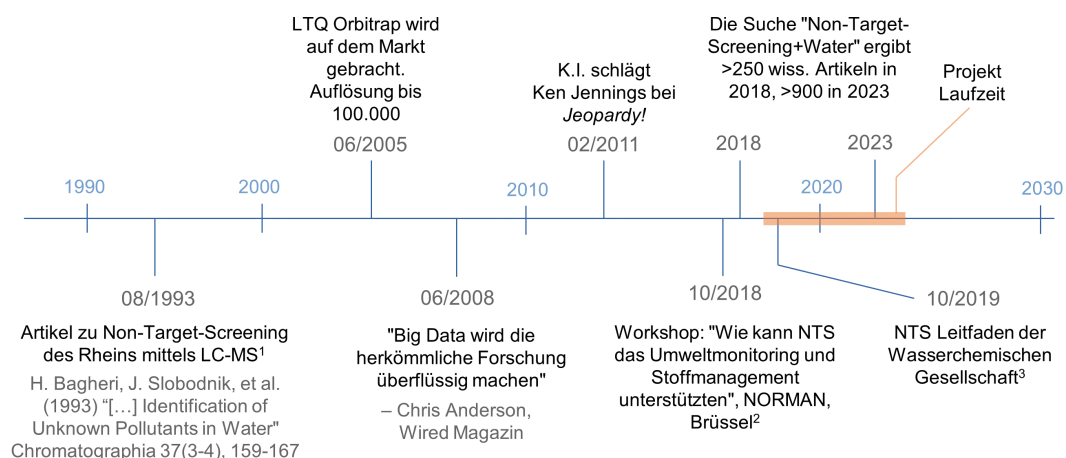 LTQ Orbitrap wird
auf dem Markt
gebracht.
Auflösung bis
100.000
06/2005
K.I. schlägt
Ken Jennings bei
Jeopardy!
02/2011
Die Suche "Non-Target-
Screening+Water" ergibt
>250 wiss. Artikeln in
2018, >900 in 2023
2018
2023
Projekt
Laufzeit
1990
2000
2010
2020
2030
08/1993
Artikel zu Non-Target-Screening
des Rheins mittels LC-MS¹
H. Bagheri, J. Slobodnik, et al.
(1993) “[…] Identification of
Unknown Pollutants in Water"
Chromatographia 37(3-4), 159-167
06/2008
"Big Data wird die
herkömmliche Forschung
überflüssig machen"
– Chris Anderson,
Wired Magazin
10/2018
Workshop: "Wie kann NTS
das Umweltmonitoring und
Stoffmanagement
unterstützten", NORMAN,
Brüssel²
10/2019
NTS Leitfaden der
Wasserchemischen
Gesellschaft³